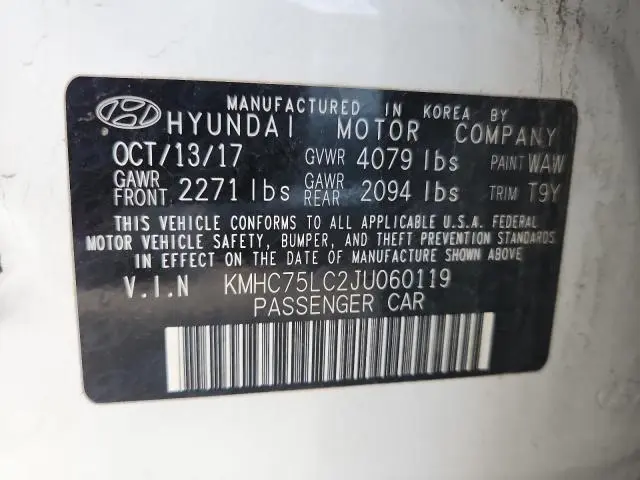 MANUFACTURED IN KOREA BY
HYUNDAI MOTOR COMPANY
OCT/13/17 GVWR 4079 lbs PAINT WAW
GAWR FRONT 2271 lbs GAWR REAR 2094 lbs TRIM T9Y
THIS VEHICLE CONFORMS TO ALL APPLICABLE U.S.A. FEDERAL
MOTOR VEHICLE SAFETY, BUMPER, AND THEFT PREVENTION STANDARDS
IN EFFECT ON THE DATE OF MANUFACTURE SHOWN ABOVE
V.I.N KMHC75LC2JU060119
PASSENGER CAR